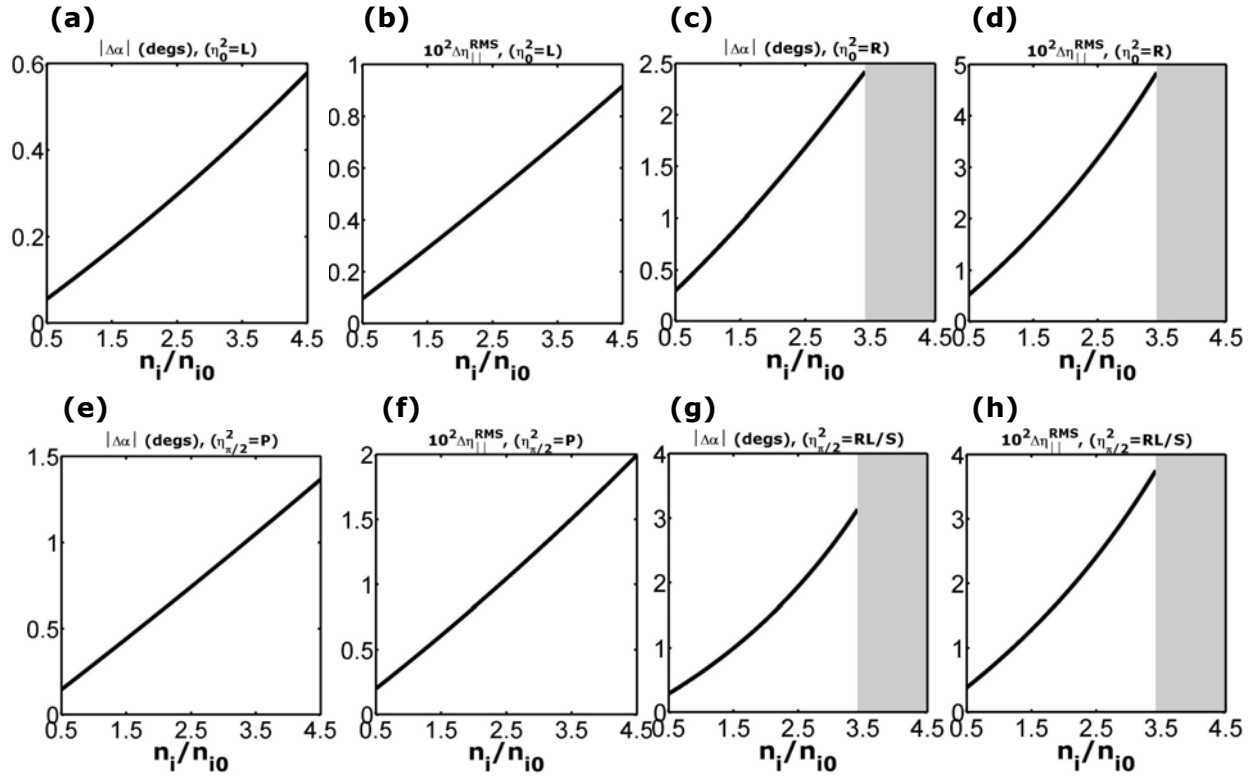 (a) (b) (c) (d)
|Δα| (degs), (η₀²=L) 10²Δη||ᴿᴹˢ, (η₀²=L) |Δα| (degs), (η₀²=R) 10²Δη||ᴿᴹˢ, (η₀²=R)
0.6 1 2.5 5
0.8 2 4
0.4 0.6 1.5 3
0.4 1 2
0.2 0.2 0.5 1
0 0 0 0
0.5 1.5 2.5 3.5 4.5 0.5 1.5 2.5 3.5 4.5 0.5 1.5 2.5 3.5 4.5 0.5 1.5 2.5 3.5 4.5
nᵢ/nᵢ₀ nᵢ/nᵢ₀ nᵢ/nᵢ₀ nᵢ/nᵢ₀
(e) (f) (g) (h)
|Δα| (degs), (η_π/2²=P) 10²Δη||ᴿᴹˢ, (η_π/2²=P) |Δα| (degs), (η_π/2²=RL/S) 10²Δη||ᴿᴹˢ, (η_π/2²=RL/S)
1.5 2 4 4
1.5 3 3
1 1 2 2
0.5 0.5 1 1
0 0 0 0
0.5 1.5 2.5 3.5 4.5 0.5 1.5 2.5 3.5 4.5 0.5 1.5 2.5 3.5 4.5 0.5 1.5 2.5 3.5 4.5
nᵢ/nᵢ₀ nᵢ/nᵢ₀ nᵢ/nᵢ₀ nᵢ/nᵢ₀